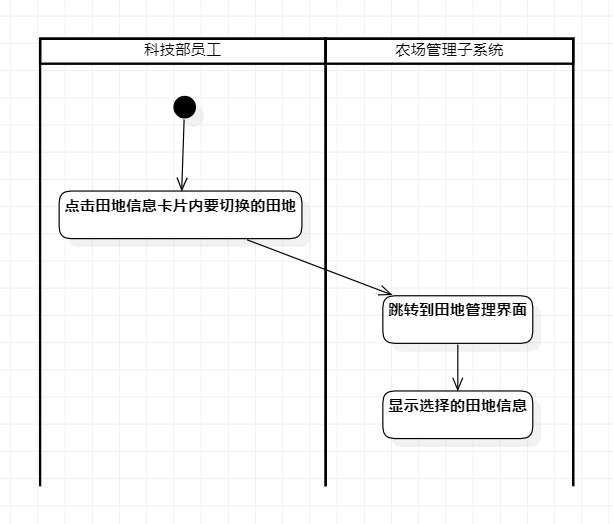 科技部员工
农场管理子系统
点击田地信息卡片内要切换的田地
跳转到田地管理界面
显示选择的田地信息